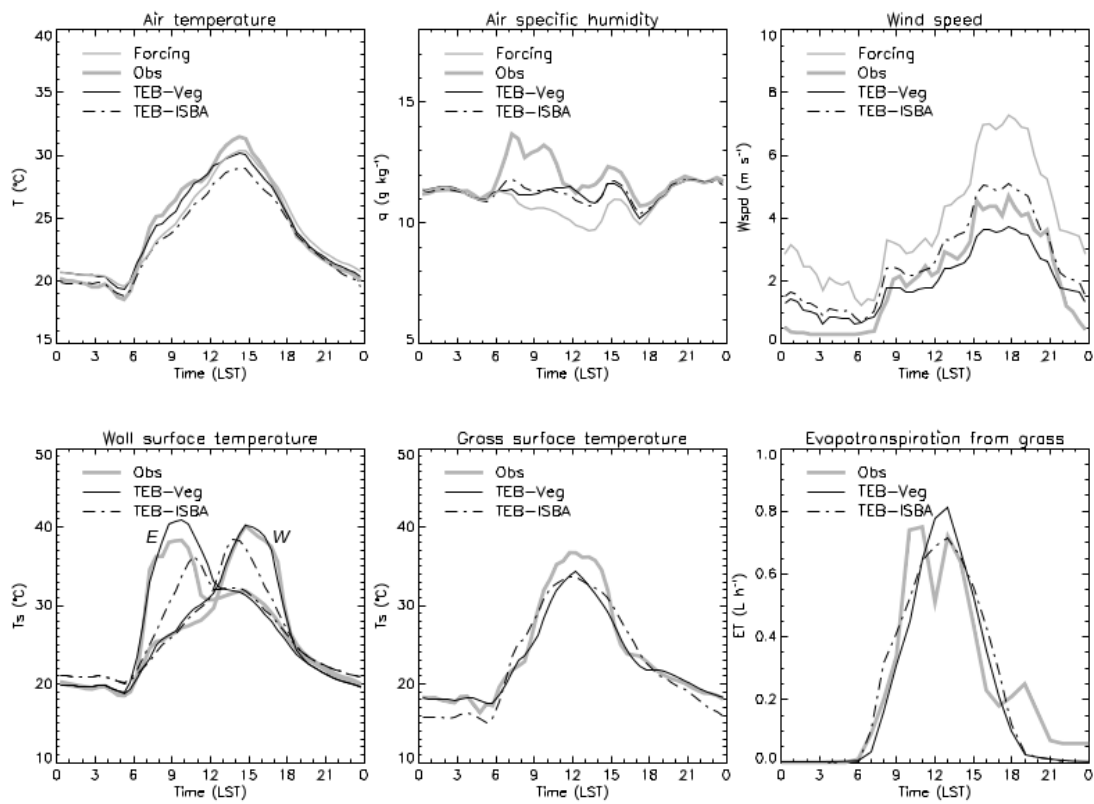 Air temperature
T (°C)
40
35
30
25
20
15
Forcing
Obs
TEB-Veg
TEB-ISBA
0 3 6 9 12 15 18 21 0
Time (LST)
Air specific humidity
q (g kg⁻¹)
15
10
5
Forcing
Obs
TEB-Veg
TEB-ISBA
0 3 6 9 12 15 18 21 0
Time (LST)
Wind speed
Wspd (m s⁻¹)
10
8
6
4
2
0
Forcing
Obs
TEB-Veg
TEB-ISBA
0 3 6 9 12 15 18 21 0
Time (LST)
Wall surface temperature
Ts (°C)
50
40
30
20
10
Obs
TEB-Veg
TEB-ISBA
E W
0 3 6 9 12 15 18 21 0
Time (LST)
Grass surface temperature
Ts (°C)
50
40
30
20
10
Obs
TEB-Veg
TEB-ISBA
0 3 6 9 12 15 18 21 0
Time (LST)
Evapotranspiration from grass
ET (L h⁻¹)
1.0
0.8
0.6
0.4
0.2
0.0
Obs
TEB-Veg
TEB-ISBA
0 3 6 9 12 15 18 21 0
Time (LST)